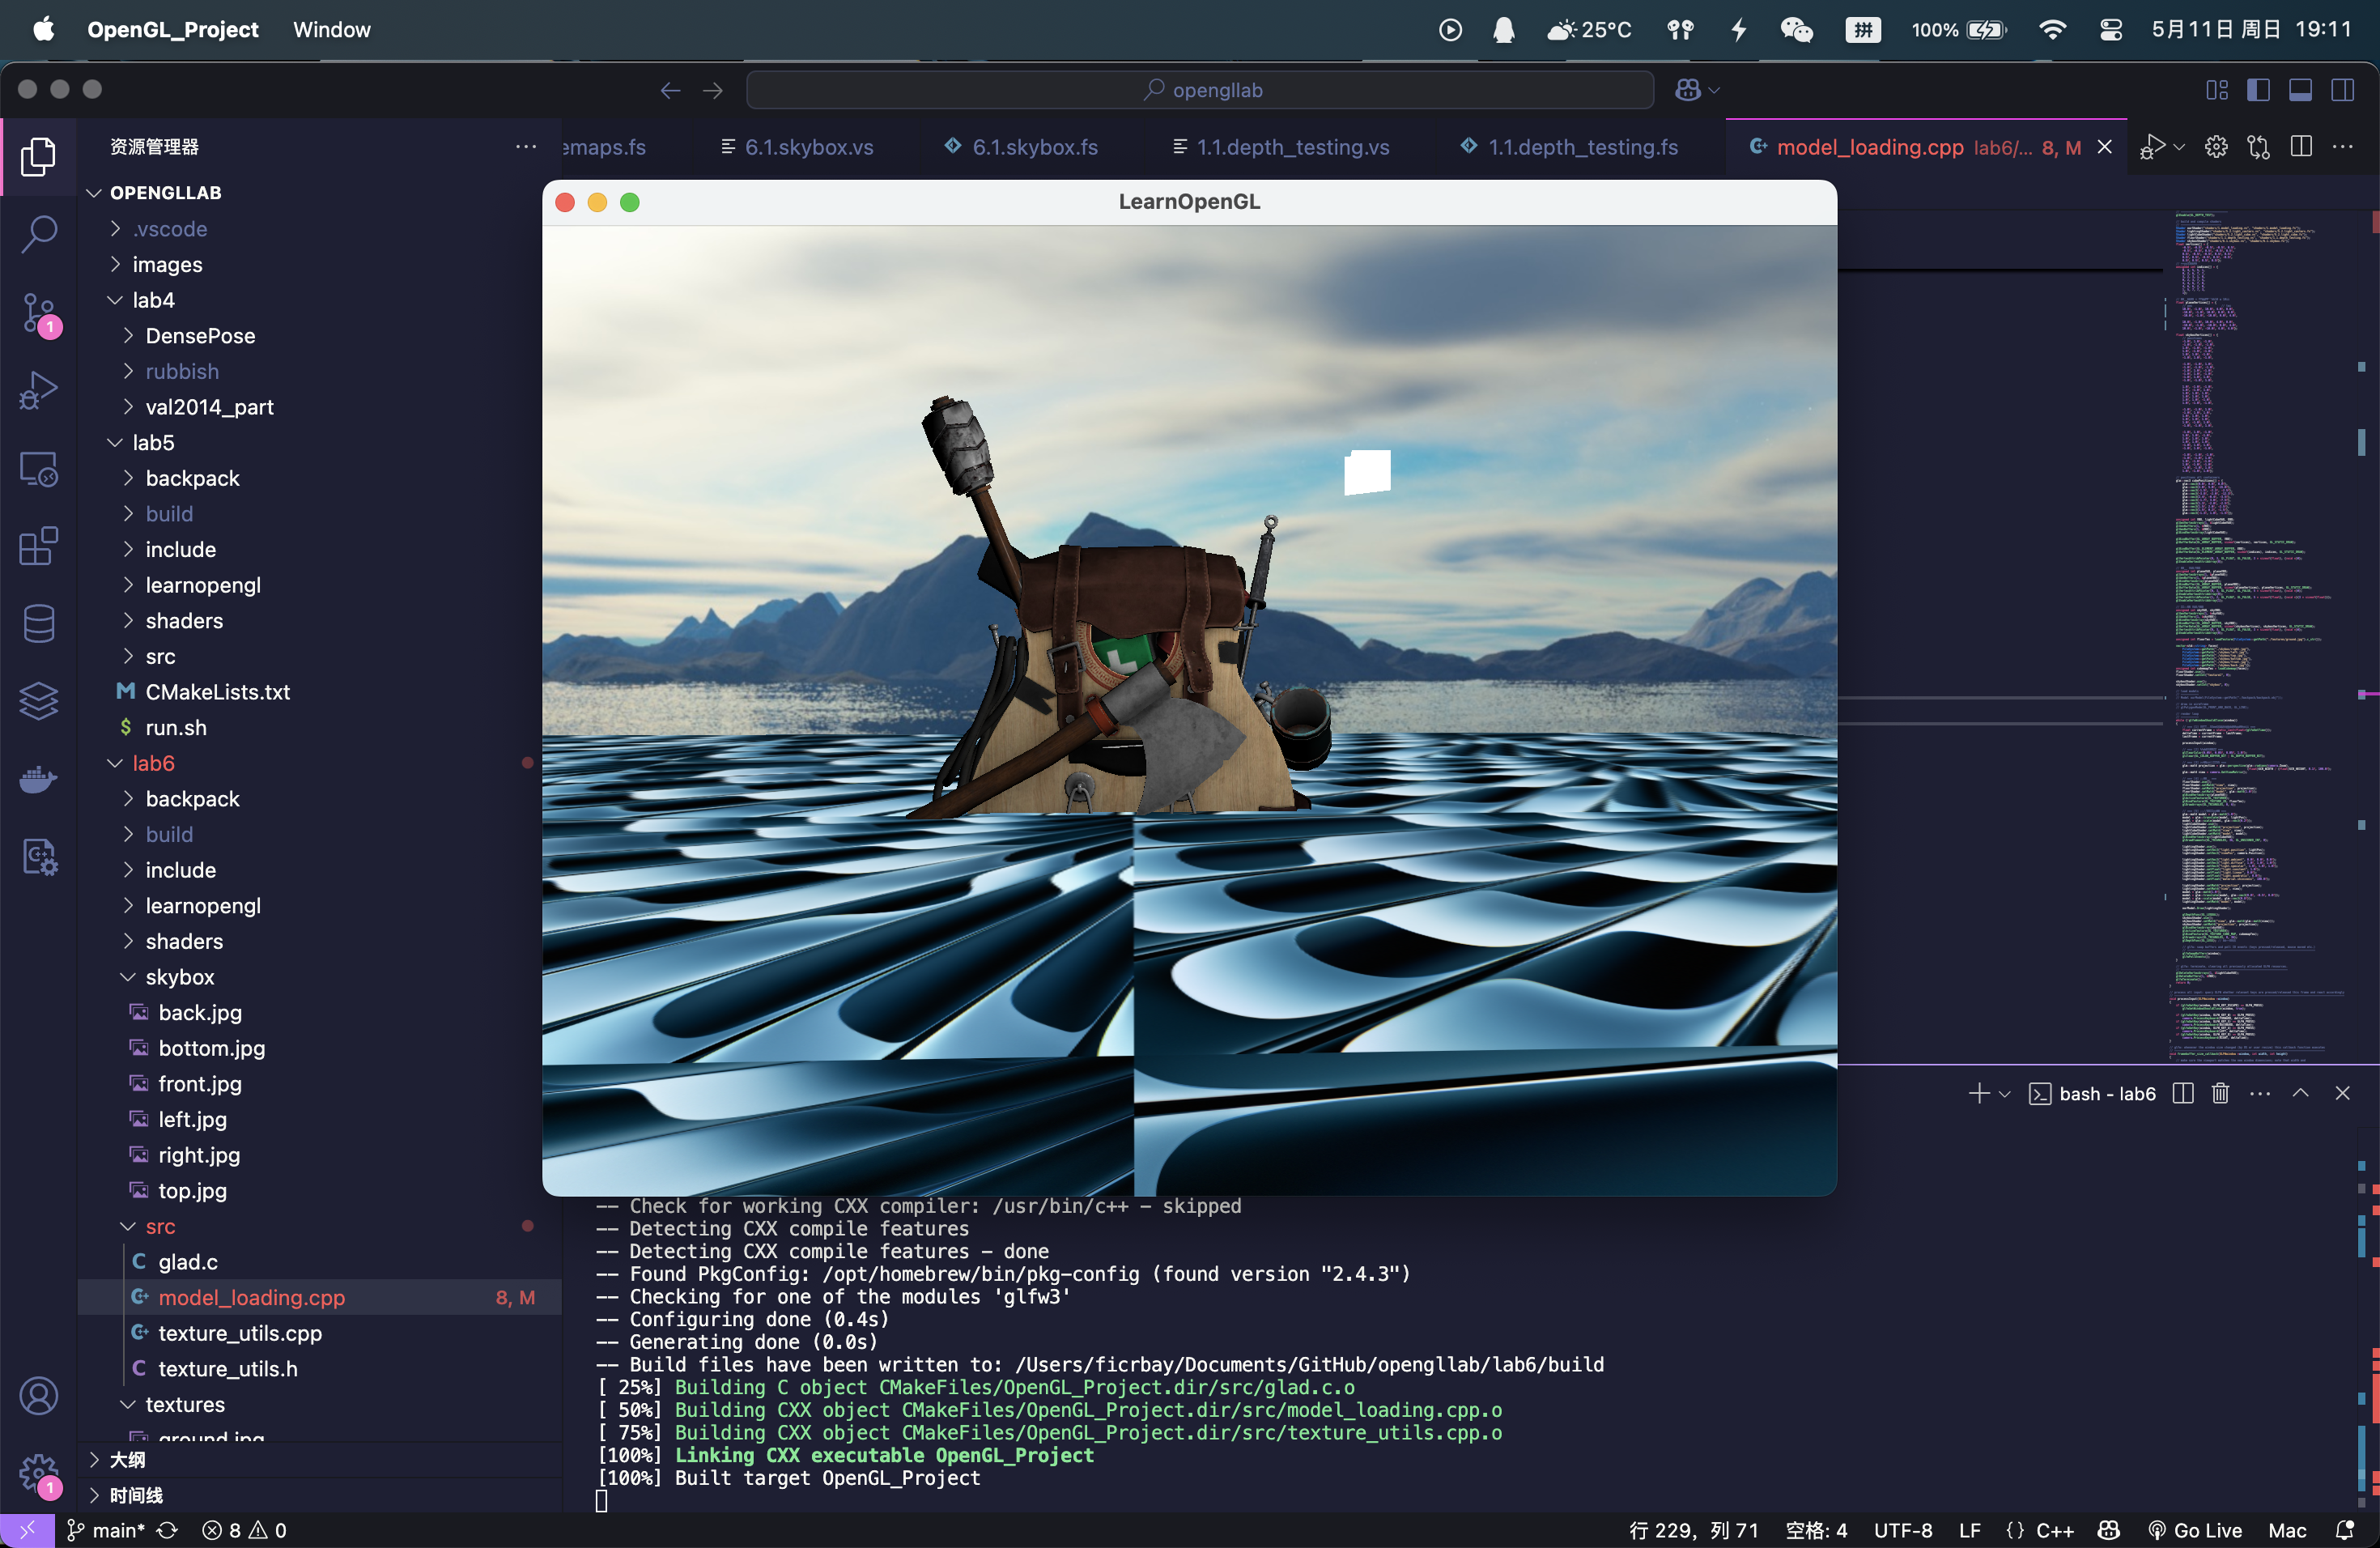 OpenGL_Project Window 25°C 拼 100% 5月11日 周日 19:11
opengllab
资源管理器
emaps.fs 6.1.skybox.vs 6.1.skybox.fs 1.1.depth_testing.vs 1.1.depth_testing.fs model_loading.cpp lab6/... 8, M
OPENGLLAB
.vscode
images
lab4
DensePose
rubbish
val2014_part
lab5
backpack
build
include
learnopengl
shaders
src
CMakeLists.txt
run.sh
lab6
backpack
build
include
learnopengl
shaders
skybox
back.jpg
bottom.jpg
front.jpg
left.jpg
right.jpg
top.jpg
src
glad.c
model_loading.cpp 8, M
texture_utils.cpp
texture_utils.h
textures
ground.jpg
大纲
时间线
1
1
LearnOpenGL
bash - lab6
-- Check for working CXX compiler: /usr/bin/c++ - skipped
-- Detecting CXX compile features
-- Detecting CXX compile features - done
-- Found PkgConfig: /opt/homebrew/bin/pkg-config (found version "2.4.3")
-- Checking for one of the modules 'glfw3'
-- Configuring done (0.4s)
-- Generating done (0.0s)
-- Build files have been written to: /Users/ficrbay/Documents/GitHub/opengllab/lab6/build
[ 25%] Building C object CMakeFiles/OpenGL_Project.dir/src/glad.c.o
[ 50%] Building CXX object CMakeFiles/OpenGL_Project.dir/src/model_loading.cpp.o
[ 75%] Building CXX object CMakeFiles/OpenGL_Project.dir/src/texture_utils.cpp.o
[100%] Linking CXX executable OpenGL_Project
[100%] Built target OpenGL_Project
main* 8 0 行 229，列 71 空格: 4 UTF-8 LF {} C++ Go Live Mac